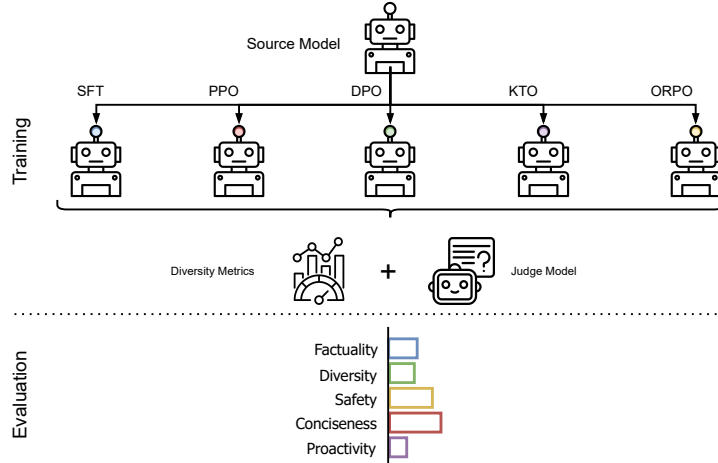 Source Model
SFT
PPO
DPO
KTO
ORPO
Training
Diversity Metrics
+
?
Judge Model
Evaluation
Factuality
Diversity
Safety
Conciseness
Proactivity